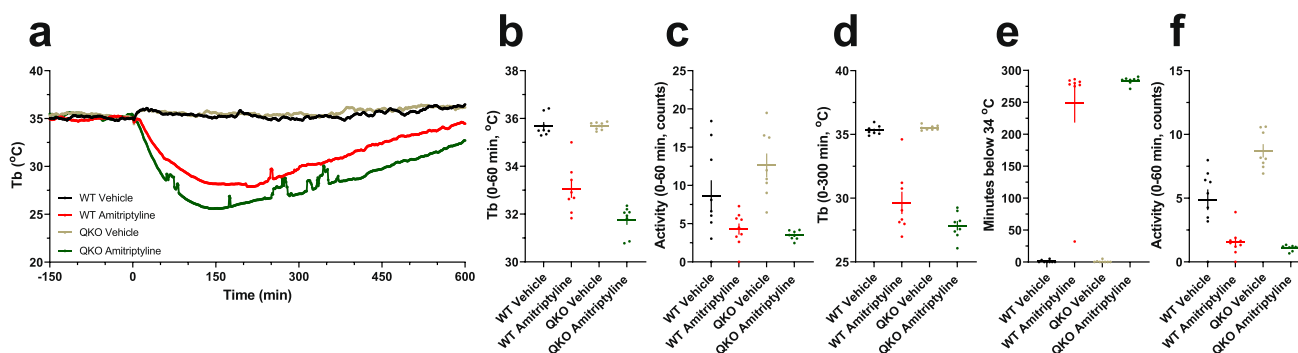 a
Tb (°C)
40
35
30
25
20
WT Vehicle
WT Amitriptyline
QKO Vehicle
QKO Amitriptyline
-150
0
150
300
450
600
Time (min)
b
Tb (0-60 min, °C)
38
36
34
32
30
WT Vehicle
WT Amitriptyline
QKO Vehicle
QKO Amitriptyline
c
Activity (0-60 min, counts)
25
20
15
10
5
0
WT Vehicle
WT Amitriptyline
QKO Vehicle
QKO Amitriptyline
d
Tb (0-300 min, °C)
40
35
30
25
WT Vehicle
WT Amitriptyline
QKO Vehicle
QKO Amitriptyline
e
Minutes below 34 °C
300
250
200
150
100
50
0
WT Vehicle
WT Amitriptyline
QKO Vehicle
QKO Amitriptyline
f
Activity (0-60 min, counts)
15
10
5
0
WT Vehicle
WT Amitriptyline
QKO Vehicle
QKO Amitriptyline